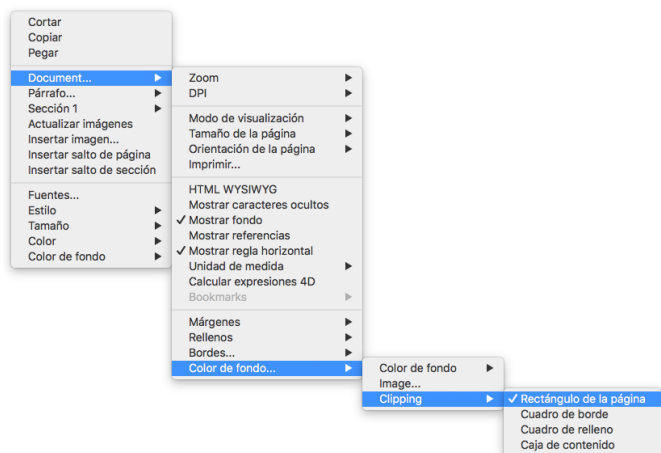 Cortar
Copiar
Pegar
Document...
Párrafo...
Sección 1
Actualizar imágenes
Insertar imagen...
Insertar salto de página
Insertar salto de sección
Fuentes...
Estilo
Tamaño
Color
Color de fondo
Zoom
DPI
Modo de visualización
Tamaño de la página
Orientación de la página
Imprimir...
HTML WYSIWYG
Mostrar caracteres ocultos
Mostrar fondo
Mostrar referencias
Mostrar regla horizontal
Unidad de medida
Calcular expresiones 4D
Bookmarks
Márgenes
Rellenos
Bordes...
Color de fondo...
Color de fondo
Image...
Clipping
Rectángulo de la página
Cuadro de borde
Cuadro de relleno
Caja de contenido